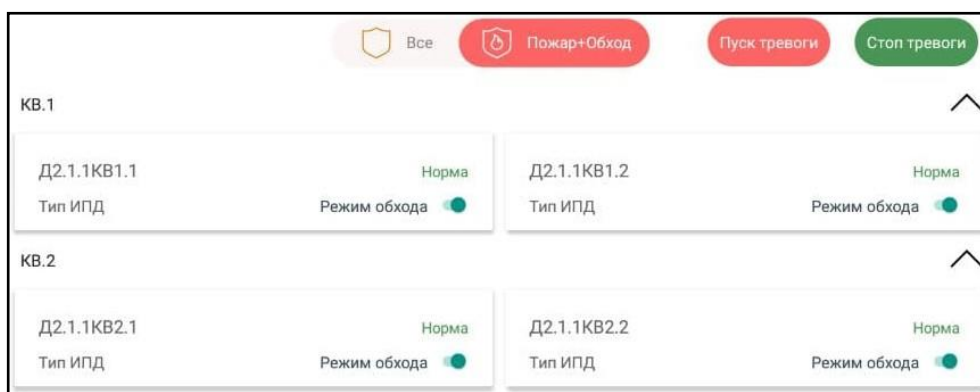 Все Пожар+Обход Пуск тревоги Стоп тревоги
КВ.1
Д2.1.1КВ1.1 Норма Д2.1.1КВ1.2 Норма
Тип ИПД Режим обхода Тип ИПД Режим обхода
КВ.2
Д2.1.1КВ2.1 Норма Д2.1.1КВ2.2 Норма
Тип ИПД Режим обхода Тип ИПД Режим обхода